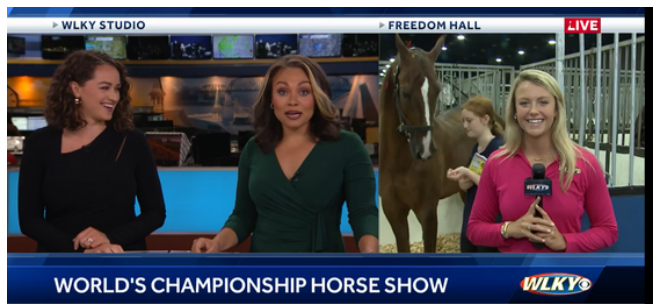 WLKY STUDIO
FREEDOM HALL
LIVE
WLKY
WORLD'S CHAMPIONSHIP HORSE SHOW
WLKY